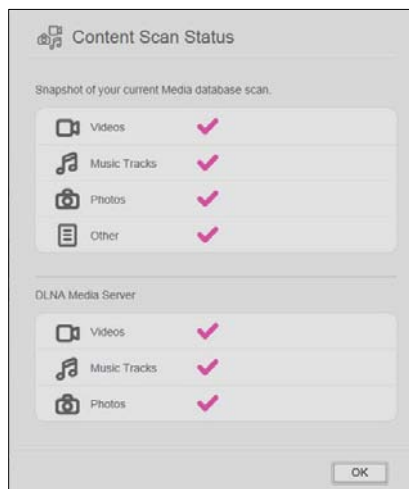 Content Scan Status
Snapshot of your current Media database scan.
Videos
Music Tracks
Photos
Other
DLNA Media Server
Videos
Music Tracks
Photos
OK